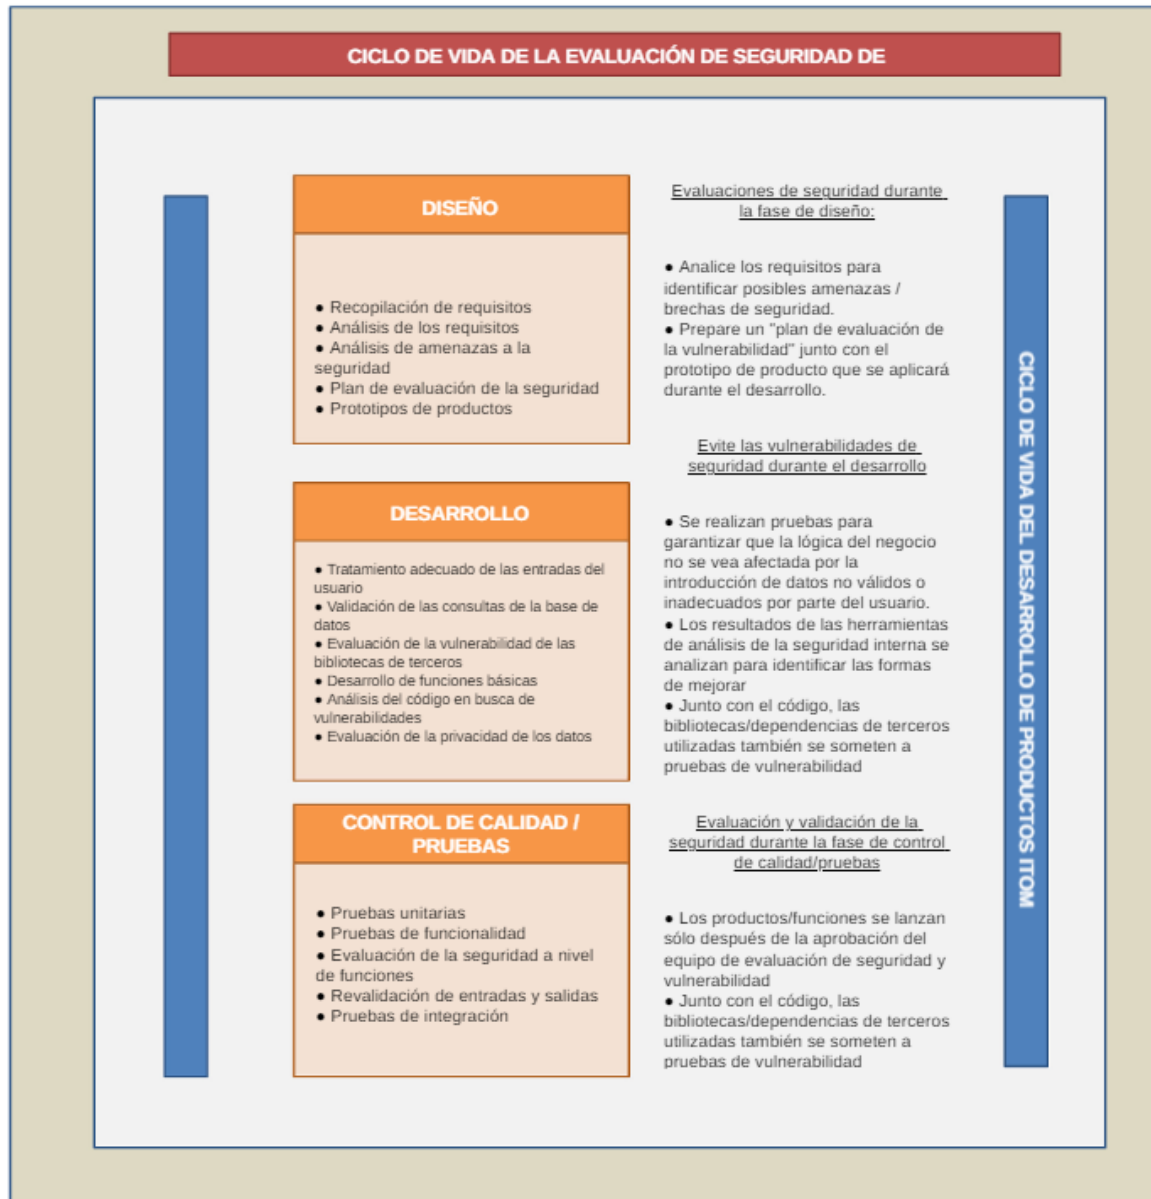 CICLO DE VIDA DE LA EVALUACIÓN DE SEGURIDAD DE
DISEÑO
● Recopilación de requisitos
● Análisis de los requisitos
● Análisis de amenazas a la
seguridad
● Plan de evaluación de la seguridad
● Prototipos de productos
Evaluaciones de seguridad durante
la fase de diseño:
● Analice los requisitos para
identificar posibles amenazas /
brechas de seguridad.
● Prepare un "plan de evaluación de
la vulnerabilidad" junto con el
prototipo de producto que se aplicará
durante el desarrollo.
DESARROLLO
● Tratamiento adecuado de las entradas del
usuario
● Validación de las consultas de la base de
datos
● Evaluación de la vulnerabilidad de las
bibliotecas de terceros
● Desarrollo de funciones básicas
● Análisis del código en busca de
vulnerabilidades
● Evaluación de la privacidad de los datos
Evite las vulnerabilidades de
seguridad durante el desarrollo
● Se realizan pruebas para
garantizar que la lógica del negocio
no se vea afectada por la
introducción de datos no válidos o
inadecuados por parte del usuario.
● Los resultados de las herramientas
de análisis de la seguridad interna se
analizan para identificar las formas
de mejorar
● Junto con el código, las
bibliotecas/dependencias de terceros
utilizadas también se someten a
pruebas de vulnerabilidad
CONTROL DE CALIDAD /
PRUEBAS
● Pruebas unitarias
● Pruebas de funcionalidad
● Evaluación de la seguridad a nivel
de funciones
● Revalidación de entradas y salidas
● Pruebas de integración
Evaluación y validación de la
seguridad durante la fase de control
de calidad/pruebas
● Los productos/funciones se lanzan
sólo después de la aprobación del
equipo de evaluación de seguridad y
vulnerabilidad
● Junto con el código, las
bibliotecas/dependencias de terceros
utilizadas también se someten a
pruebas de vulnerabilidad
CICLO DE VIDA DEL DESARROLLO DE PRODUCTOS ITOM